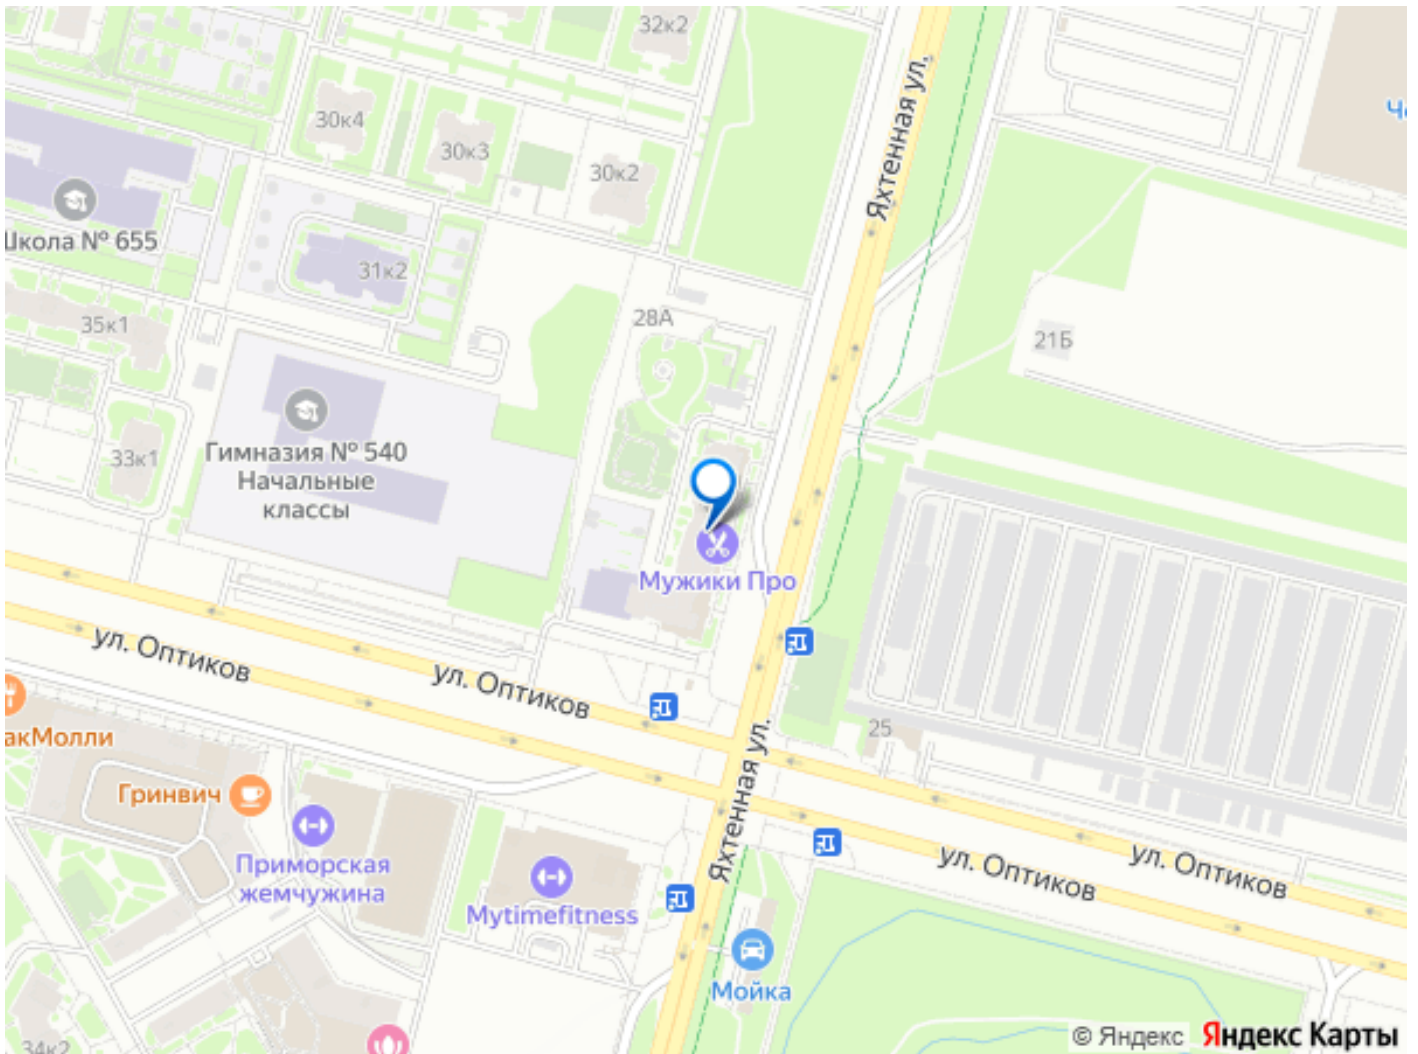 32к2
Яхтенная ул.
30к4
30к3
30к2
Школа № 655
31к2
28А
35к1
21Б
33к1
Гимназия № 540
Начальные
классы
Мужики Про
ул. Оптиков
ул. Оптиков
25
Яхтенная ул.
Гринвич
Приморская
жемчужина
Mytimefitness
ул. Оптиков
ул. Оптиков
Мойка
34к2
© Яндекс Яндекс Карты